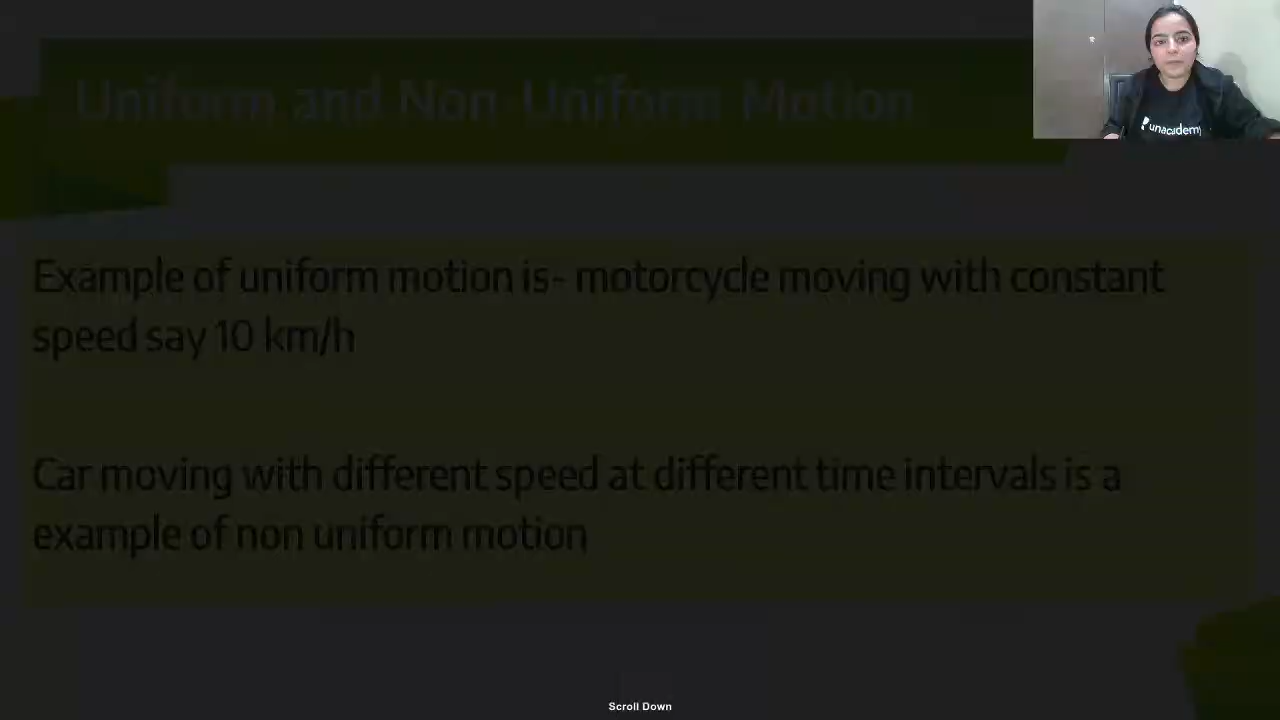 Uniform and Non-Uniform Motion
unacademy
Example of uniform motion is- motorcycle moving with constant
speed say 10 km/h
Car moving with different speed at different time intervals is a
example of non uniform motion
Scroll Down